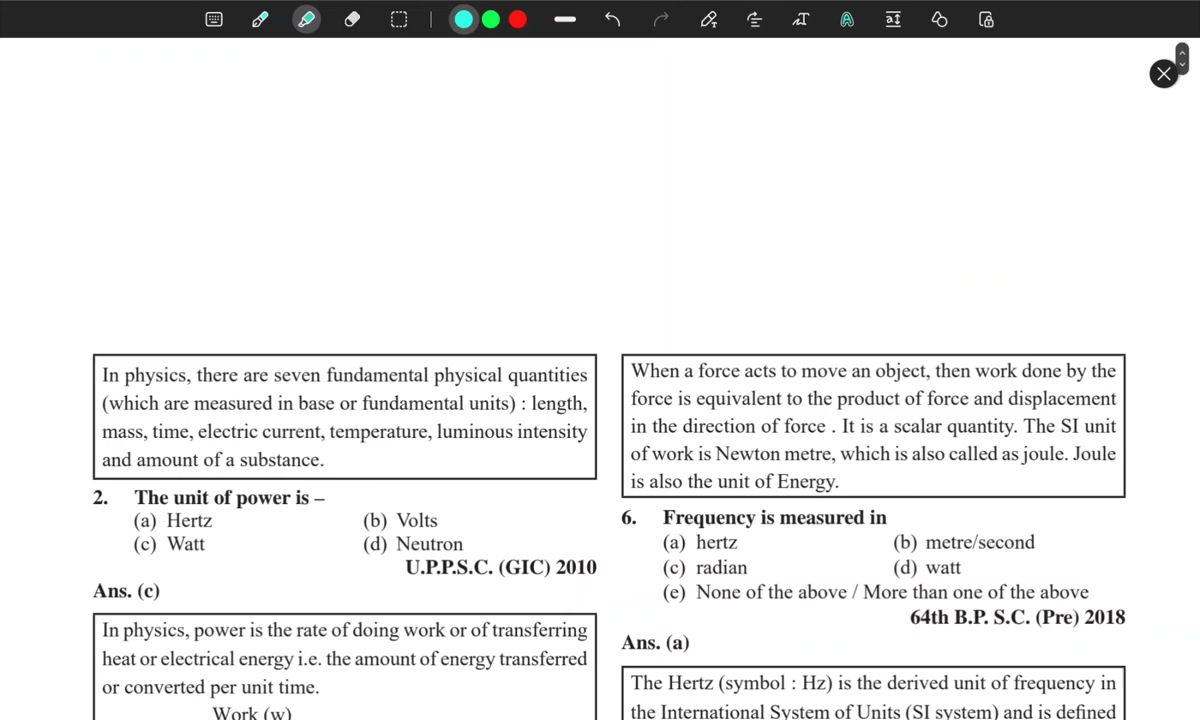 In physics, there are seven fundamental physical quantities
(which are measured in base or fundamental units) : length,
mass, time, electric current, temperature, luminous intensity
and amount of a substance.
2. The unit of power is –
(a) Hertz (b) Volts
(c) Watt (d) Neutron
U.P.P.S.C. (GIC) 2010
Ans. (c)
In physics, power is the rate of doing work or of transferring
heat or electrical energy i.e. the amount of energy transferred
or converted per unit time.
Work (w)
When a force acts to move an object, then work done by the
force is equivalent to the product of force and displacement
in the direction of force . It is a scalar quantity. The SI unit
of work is Newton metre, which is also called as joule. Joule
is also the unit of Energy.
6. Frequency is measured in
(a) hertz (b) metre/second
(c) radian (d) watt
(e) None of the above / More than one of the above
64th B.P. S.C. (Pre) 2018
Ans. (a)
The Hertz (symbol : Hz) is the derived unit of frequency in
the International System of Units (SI system) and is defined